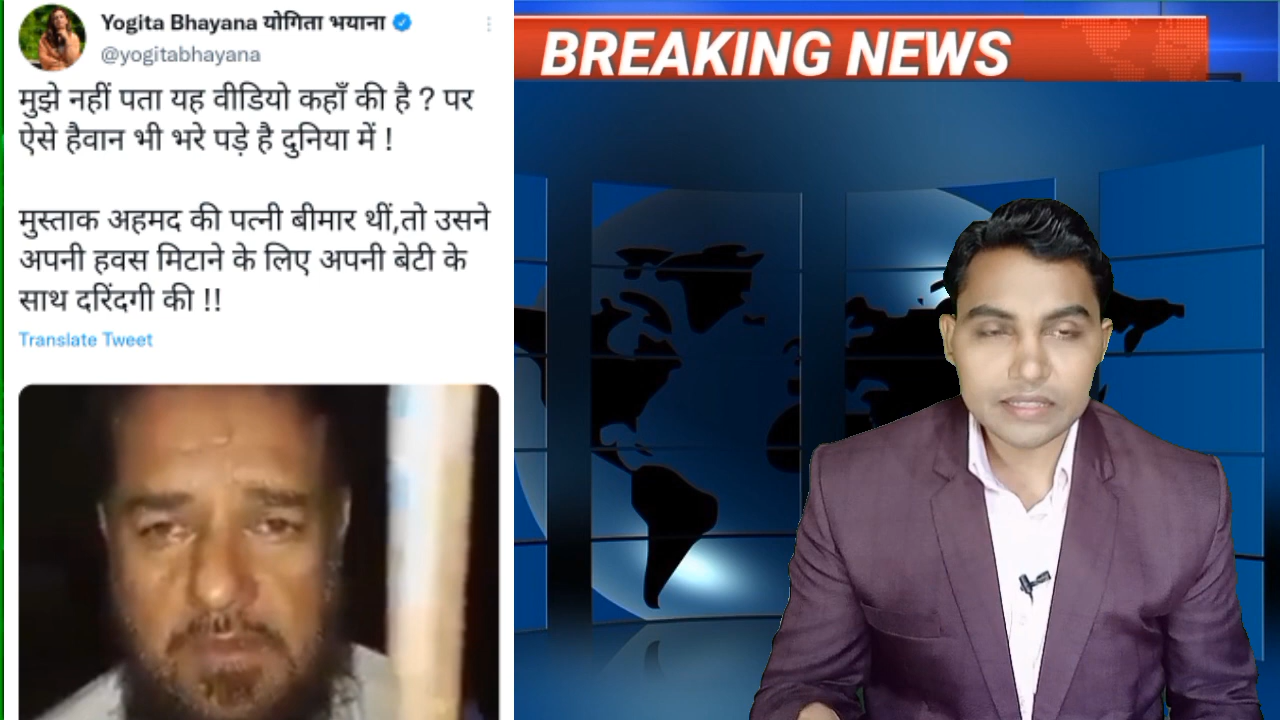 Yogita Bhayana योगिता भयाना
@yogitabhayana
मुझे नहीं पता यह वीडियो कहाँ की है ? पर
ऐसे हैवान भी भरे पड़े है दुनिया में !
मुस्ताक अहमद की पत्नी बीमार थीं,तो उसने
अपनी हवस मिटाने के लिए अपनी बेटी के
साथ दरिंदगी की !!
Translate Tweet
BREAKING NEWS